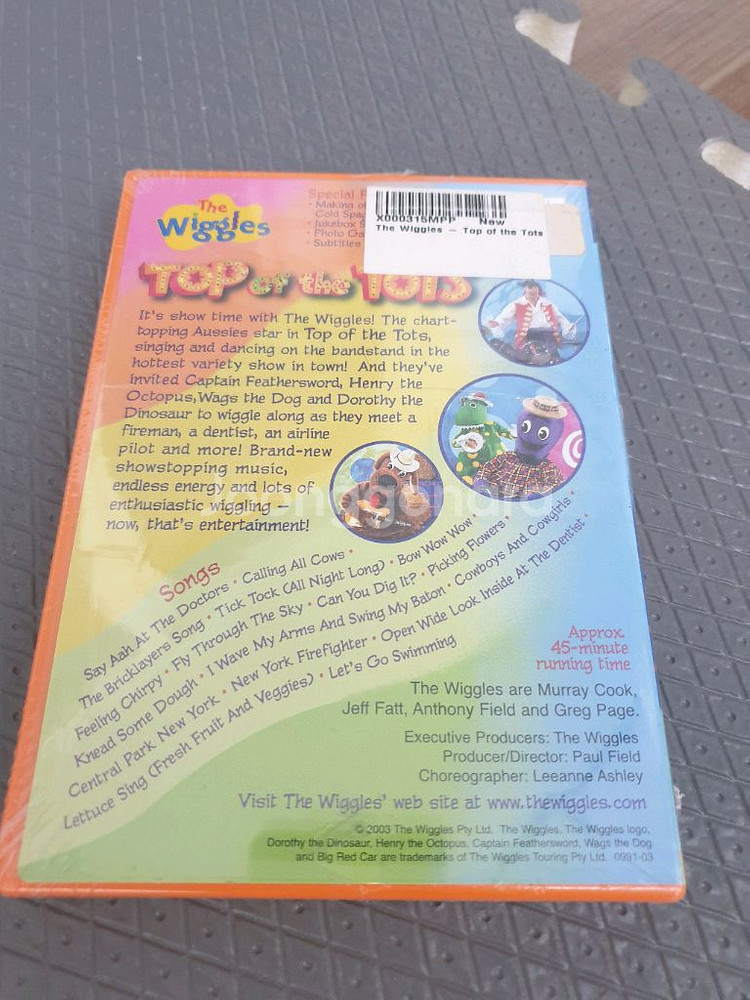 The
Wiggles
Special
· Making of
Cold Spa
· Jukebox
· Photo Ga
· Subtitles
X000315MPP New
The Wiggles — Top of the Tots
TOP of the TOTS
It's show time with The Wiggles! The chart-
topping Aussies star in Top of the Tots,
singing and dancing on the bandstand in the
hottest variety show in town! And they've
invited Captain Feathersword, Henry the
Octopus, Wags the Dog and Dorothy the
Dinosaur to wiggle along as they meet a
fireman, a dentist, an airline
pilot and more! Brand-new
showstopping music,
endless energy and lots of
enthusiastic wiggling –
now, that's entertainment!
Songs
Say Aah At The Doctors · Calling All Cows ·
The Bricklayers Song · Tick Tock (All Night Long) · Bow Wow Wow ·
Feeling Chirpy · Fly Through The Sky · Can You Dig It? · Picking Flowers ·
Knead Some Dough · I Wave My Arms And Swing My Baton · Cowboys And Cowgirls ·
Central Park New York · New York Firefighter · Open Wide Look Inside At The Dentist ·
Lettuce Sing (Fresh Fruit And Veggies) · Let's Go Swimming
Approx.
45-minute
running time
The Wiggles are Murray Cook,
Jeff Fatt, Anthony Field and Greg Page.
Executive Producers: The Wiggles
Producer/Director: Paul Field
Choreographer: Leeanne Ashley
Visit The Wiggles' web site at www.thewiggles.com
© 2003 The Wiggles Pty Ltd. The Wiggles, The Wiggles logo,
Dorothy the Dinosaur, Henry the Octopus, Captain Feathersword, Wags the Dog
and Big Red Car are trademarks of The Wiggles Touring Pty Ltd. 0991-03